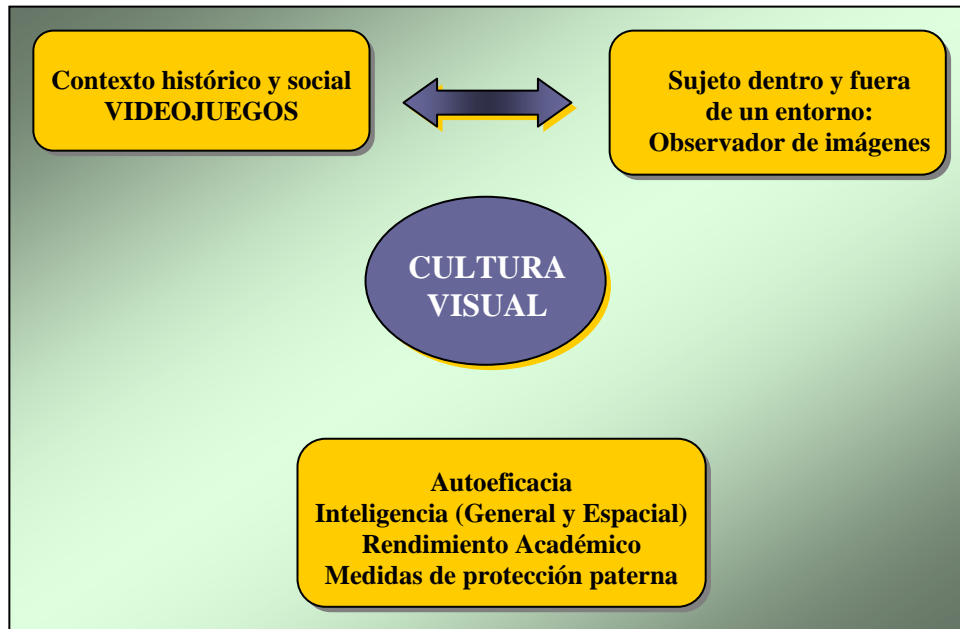 Contexto histórico y social
VIDEOJUEGOS
Sujeto dentro y fuera
de un entorno:
Observador de imágenes
CULTURA
VISUAL
Autoeficacia
Inteligencia (General y Espacial)
Rendimiento Académico
Medidas de protección paterna